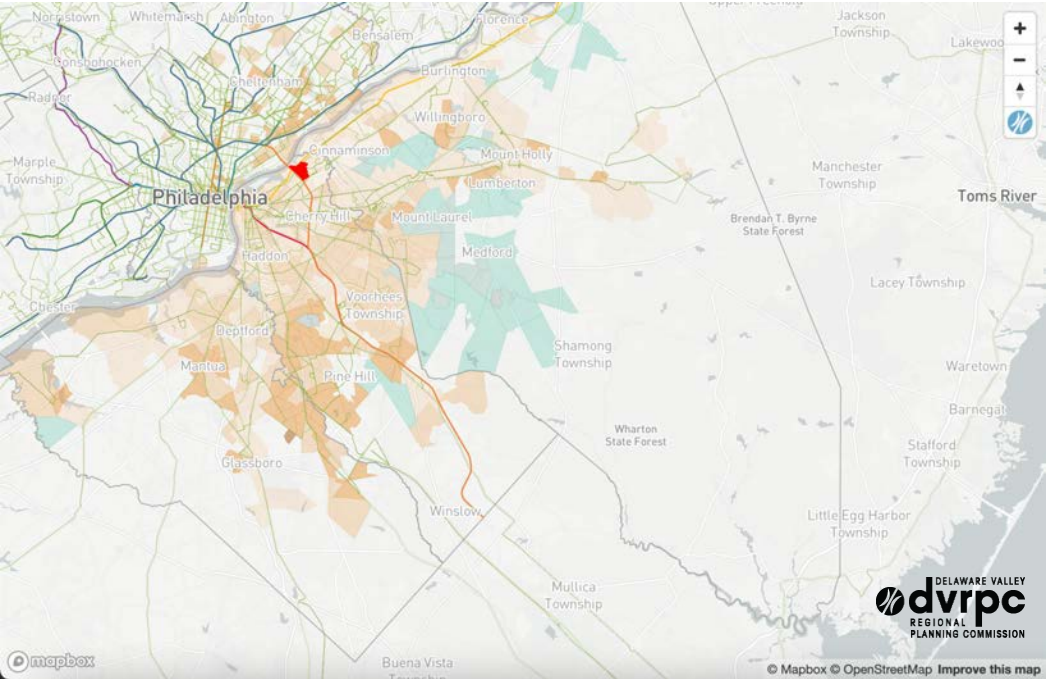 Norristown
Whitemarsh
Abington
Florence
Jackson
Township
Bensalem
Lakewoo
Conshohocken
Burlington
Cheltenham
Radnor
Willingboro
Cinnaminson
Mount Holly
Marple
Township
Lumberton
Manchester
Township
Philadelphia
Toms River
Cherry Hill
Mount Laurel
Brendan T. Byrne
State Forest
Haddon
Medford
Lacey Township
Chester
Voorhees
Township
Deptford
Shamong
Township
Mantua
Pine Hill
Waretown
Barnegat
Wharton
State Forest
Stafford
Township
Glassboro
Winslow
Little Egg Harbor
Township
Mullica
Township
DELAWARE VALLEY
dvrpc
REGIONAL
PLANNING COMMISSION
mapbox
Buena Vista
© Mapbox © OpenStreetMap Improve this map